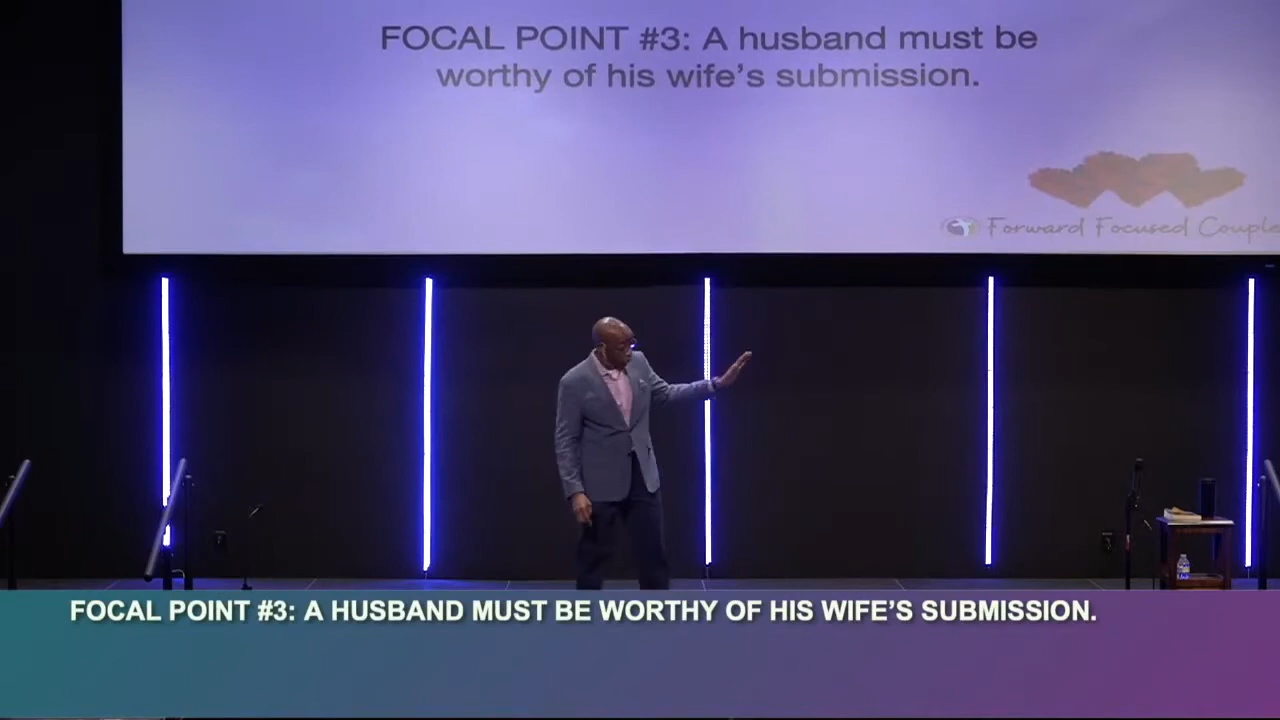 FOCAL POINT #3: A husband must be
worthy of his wife’s submission.
Forward Focused Couple
FOCAL POINT #3: A HUSBAND MUST BE WORTHY OF HIS WIFE’S SUBMISSION.